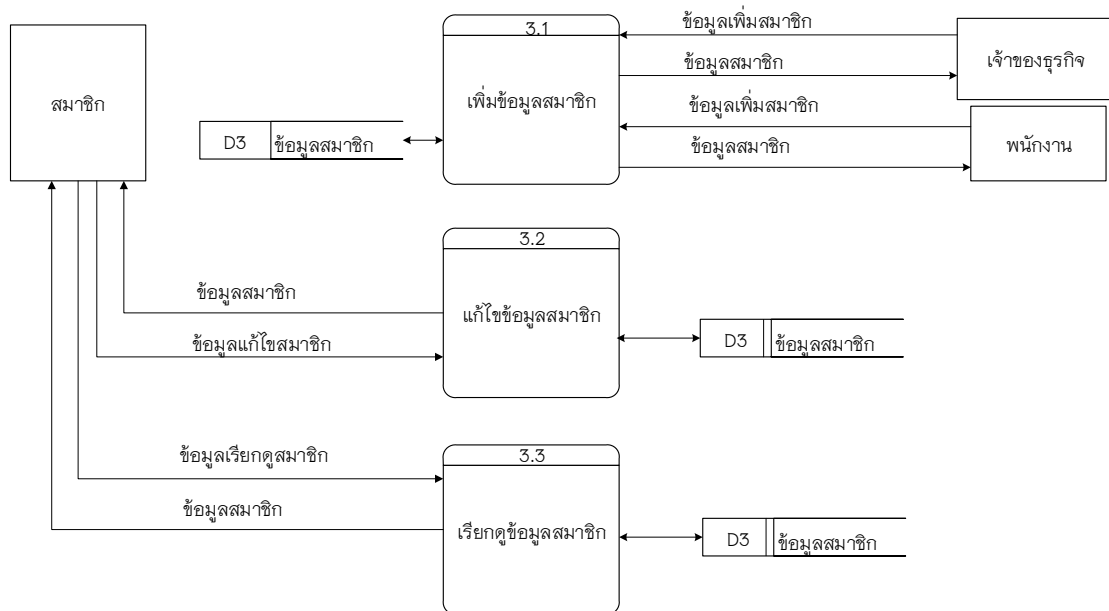 3.1
ข้อมูลเพิ่มสมาชิก
เจ้าของธุรกิจ
ข้อมูลสมาชิก
สมาชิก
เพิ่มข้อมูลสมาชิก
ข้อมูลเพิ่มสมาชิก
D3 ข้อมูลสมาชิก
ข้อมูลสมาชิก
พนักงาน
3.2
ข้อมูลสมาชิก
แก้ไขข้อมูลสมาชิก
ข้อมูลแก้ไขสมาชิก
D3 ข้อมูลสมาชิก
3.3
ข้อมูลเรียกดูสมาชิก
ข้อมูลสมาชิก
เรียกดูข้อมูลสมาชิก
D3 ข้อมูลสมาชิก